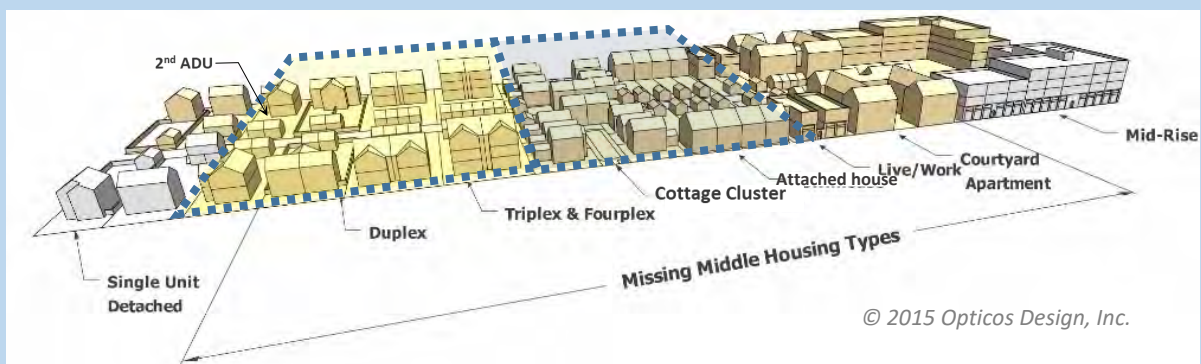 2nd ADU
Single Unit
Detached
Duplex
Triplex & Fourplex
Cottage Cluster
Attached house
Live/Work
Courtyard
Apartment
Mid-Rise
Missing Middle Housing Types
© 2015 Opticos Design, Inc.